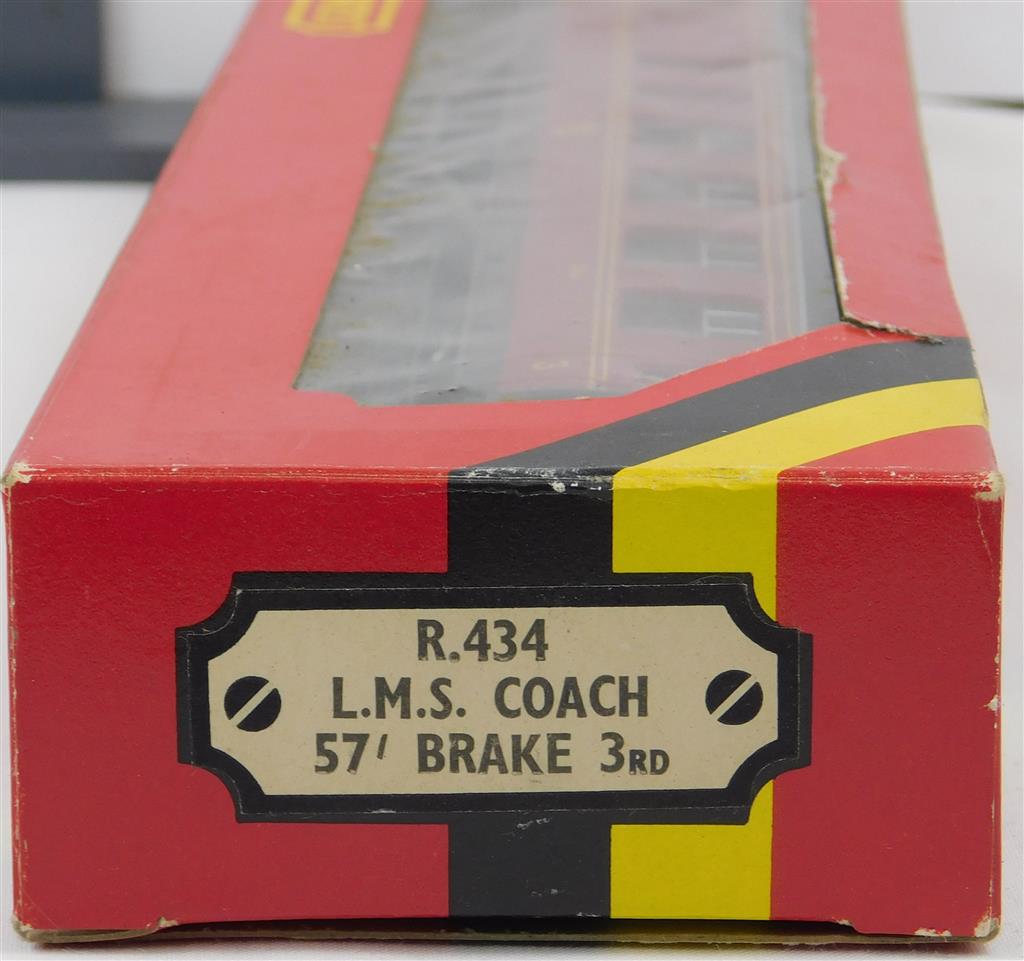 R.434
L.M.S. COACH
57' BRAKE 3RD